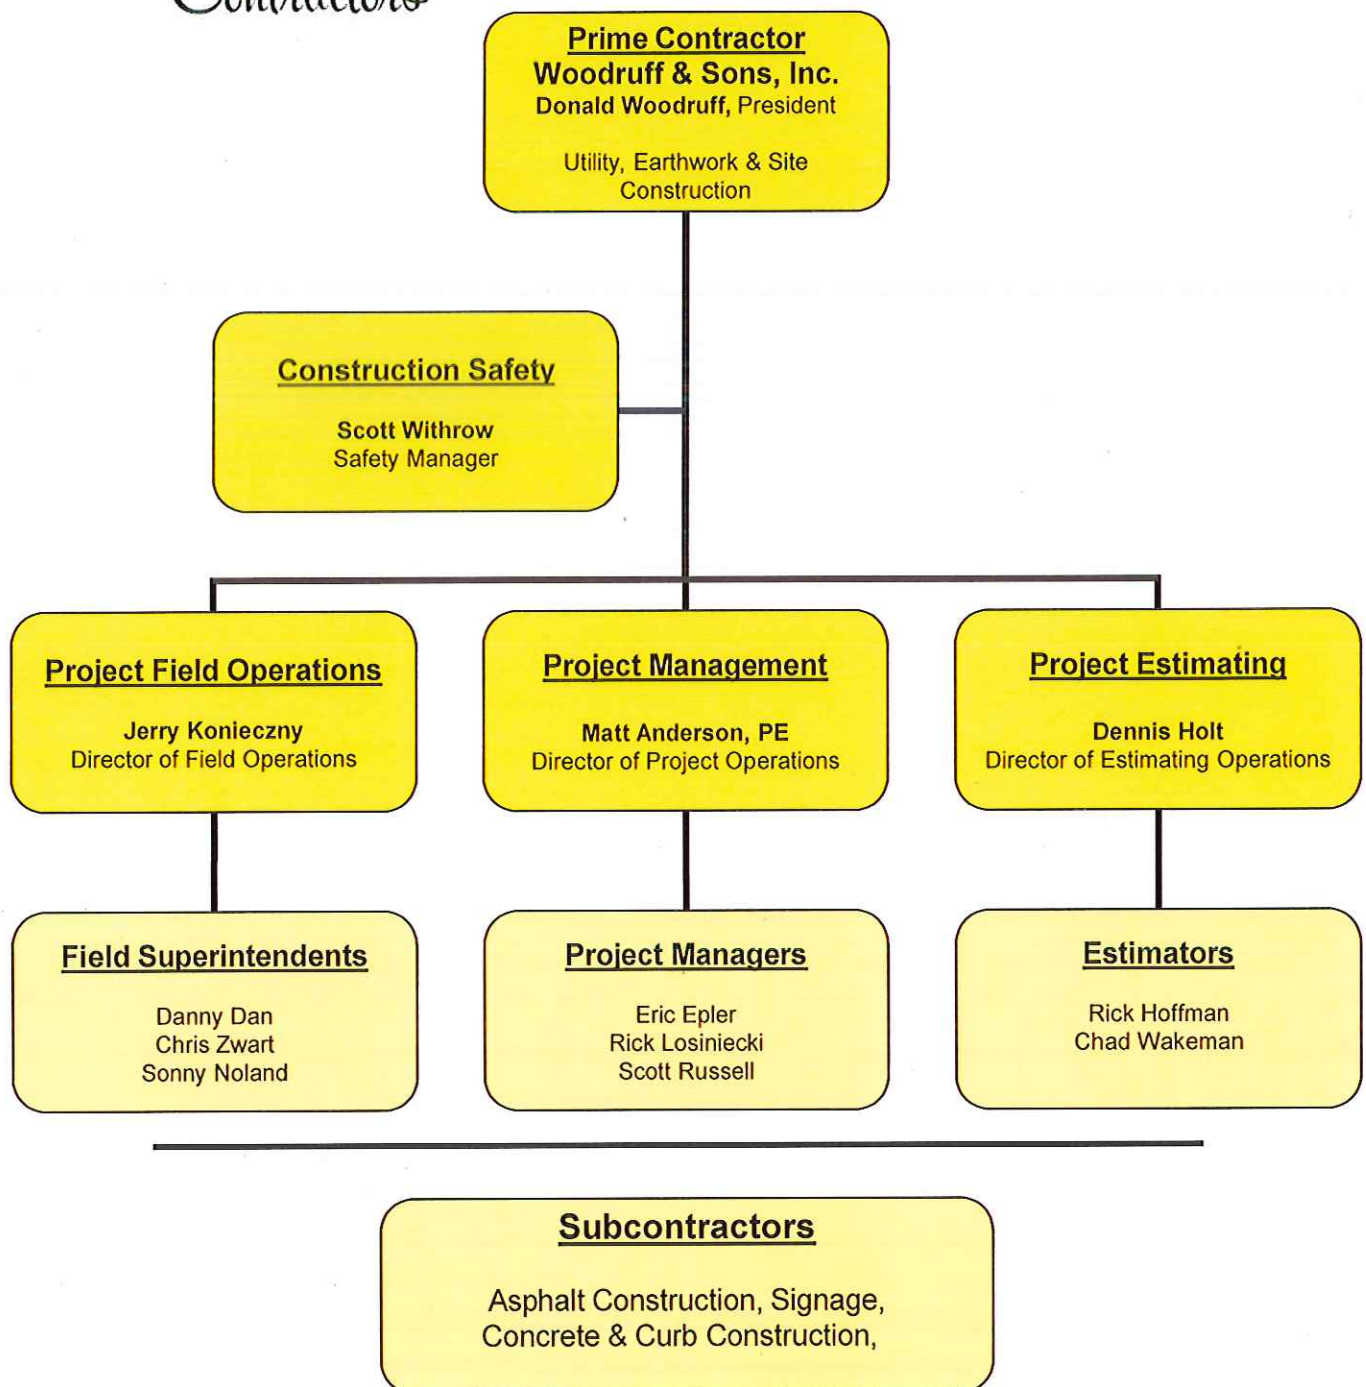 Contractors
Prime Contractor
Woodruff & Sons, Inc.
Donald Woodruff, President
Utility, Earthwork & Site
Construction
Construction Safety
Scott Withrow
Safety Manager
Project Field Operations
Jerry Konieczny
Director of Field Operations
Project Management
Matt Anderson, PE
Director of Project Operations
Project Estimating
Dennis Holt
Director of Estimating Operations
Field Superintendents
Danny Dan
Chris Zwart
Sonny Noland
Project Managers
Eric Epler
Rick Losiniecki
Scott Russell
Estimators
Rick Hoffman
Chad Wakeman
Subcontractors
Asphalt Construction, Signage,
Concrete & Curb Construction,